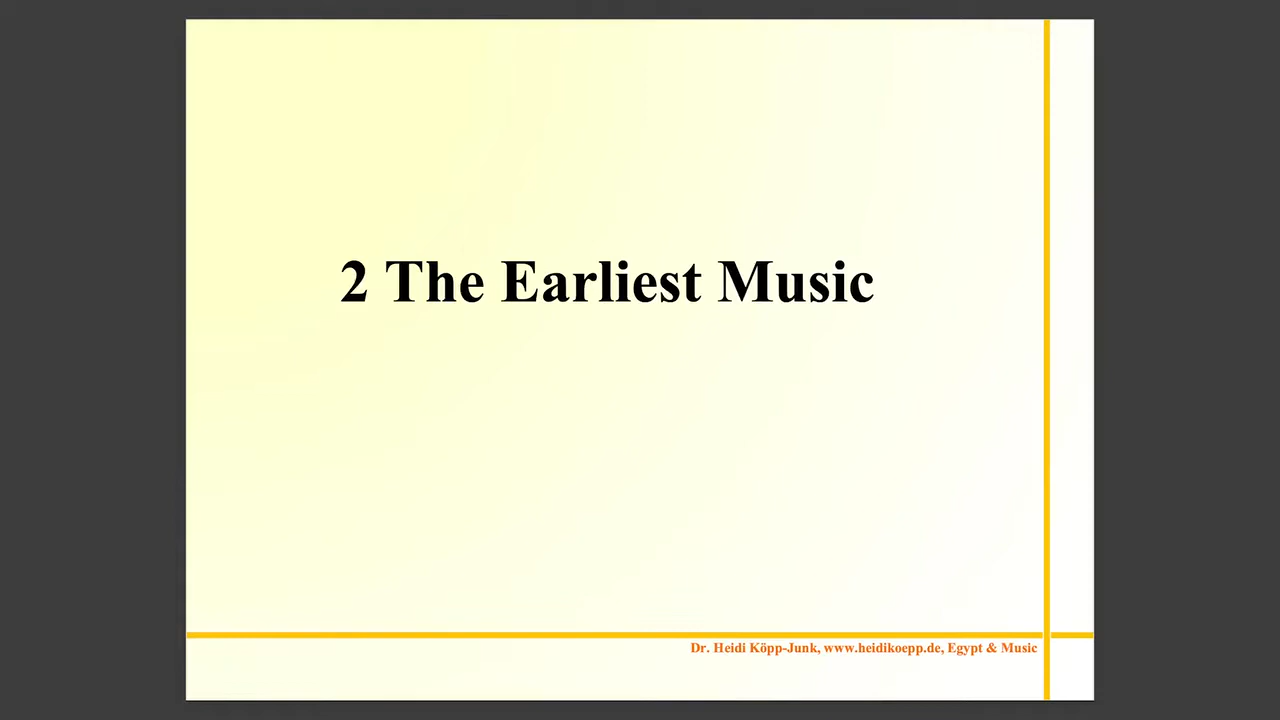 2 The Earliest Music
Dr. Heidi Köpp-Junk, www.heidikoepp.de, Egypt & Music